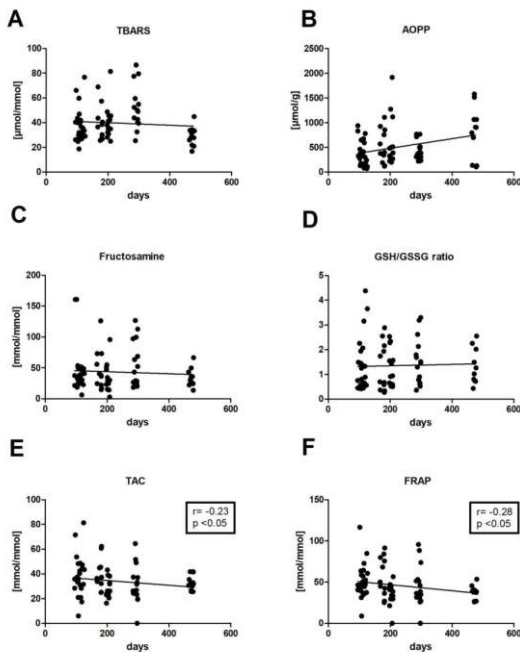 A
TBARS
[µmol/mmol]
100
80
60
40
20
0
0 200 400 600
days
B
AOPP
[µmol/g]
2500
2000
1500
1000
500
0
0 200 400 600
days
C
Fructosamine
[mmol/mmol]
200
150
100
50
0
0 200 400 600
days
D
GSH/GSSG ratio
5
4
3
2
1
0
0 200 400 600
days
E
TAC
r= -0.23
p <0.05
[mmol/mmol]
100
80
60
40
20
0
0 200 400 600
days
F
FRAP
r= -0.28
p <0.05
[mmol/mmol]
150
100
50
0
0 200 400 600
days